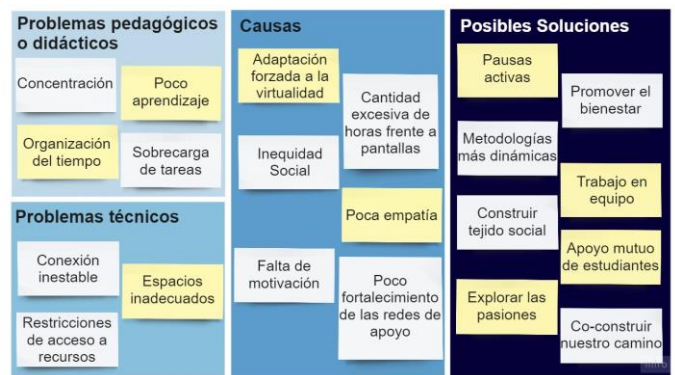 Problemas pedagógicos
o didácticos
Concentración
Poco
aprendizaje
Organización
del tiempo
Sobrecarga
de tareas
Problemas técnicos
Conexión
inestable
Espacios
inadecuados
Restricciones
de acceso a
recursos
Causas
Adaptación
forzada a la
virtualidad
Cantidad
excesiva de
horas frente a
pantallas
Inequidad
Social
Poca empatía
Falta de
motivación
Poco
fortalecimiento
de las redes de
apoyo
Posibles Soluciones
Pausas
activas
Promover el
bienestar
Metodologías
más dinámicas
Trabajo en
equipo
Construir
tejido social
Apoyo mutuo
de estudiantes
Explorar las
pasiones
Co-construir
nuestro camino
miro